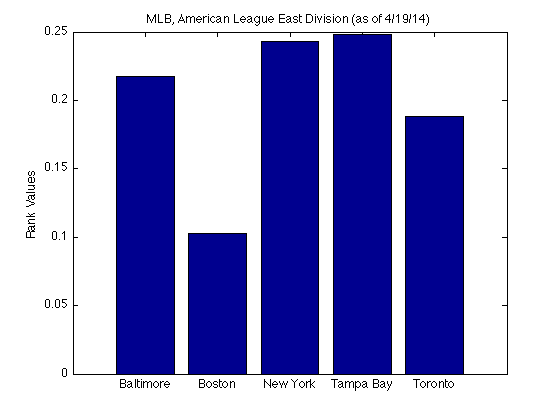 MLB, American League East Division (as of 4/19/14)
0.25
0.2
0.15
0.1
0.05
0
Rank Values
Baltimore Boston New York Tampa Bay Toronto